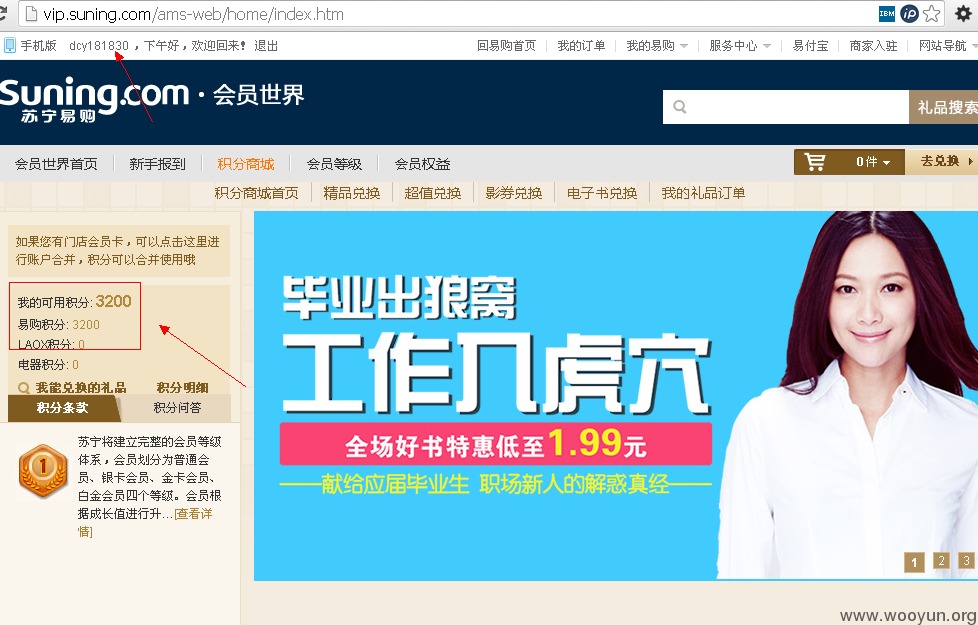 vip.suning.com/ams-web/home/index.htm
IBM
iP
手机版 dcy181830，下午好，欢迎回来！ 退出
回易购首页 我的订单 我的易购 服务中心 易付宝 商家入驻 网站导航
Suning.com · 会员世界
苏宁易购
礼品搜索
会员世界首页 新手报到 积分商城 会员等级 会员权益
0件 去兑换
积分商城首页 精品兑换 超值兑换 影券兑换 电子书兑换 我的礼品订单
如果您有门店会员卡，可以点击这里进
行账户合并，积分可以合并使用哦
我的可用积分: 3200
易购积分: 3200
LAOX积分: 0
电器积分: 0
我能兑换的礼品 积分明细
积分条款 积分问答
1
苏宁将建立完整的会员等级
体系，会员划分为普通会
员、银卡会员、金卡会员、
白金会员四个等级。会员根
据成长值进行升...[查看详
情]
毕业出狼窝
工作入虎穴
全场好书特惠低至1.99元
献给应届毕业生 职场新人的解惑真经
1 2 3
www.wooyun.org